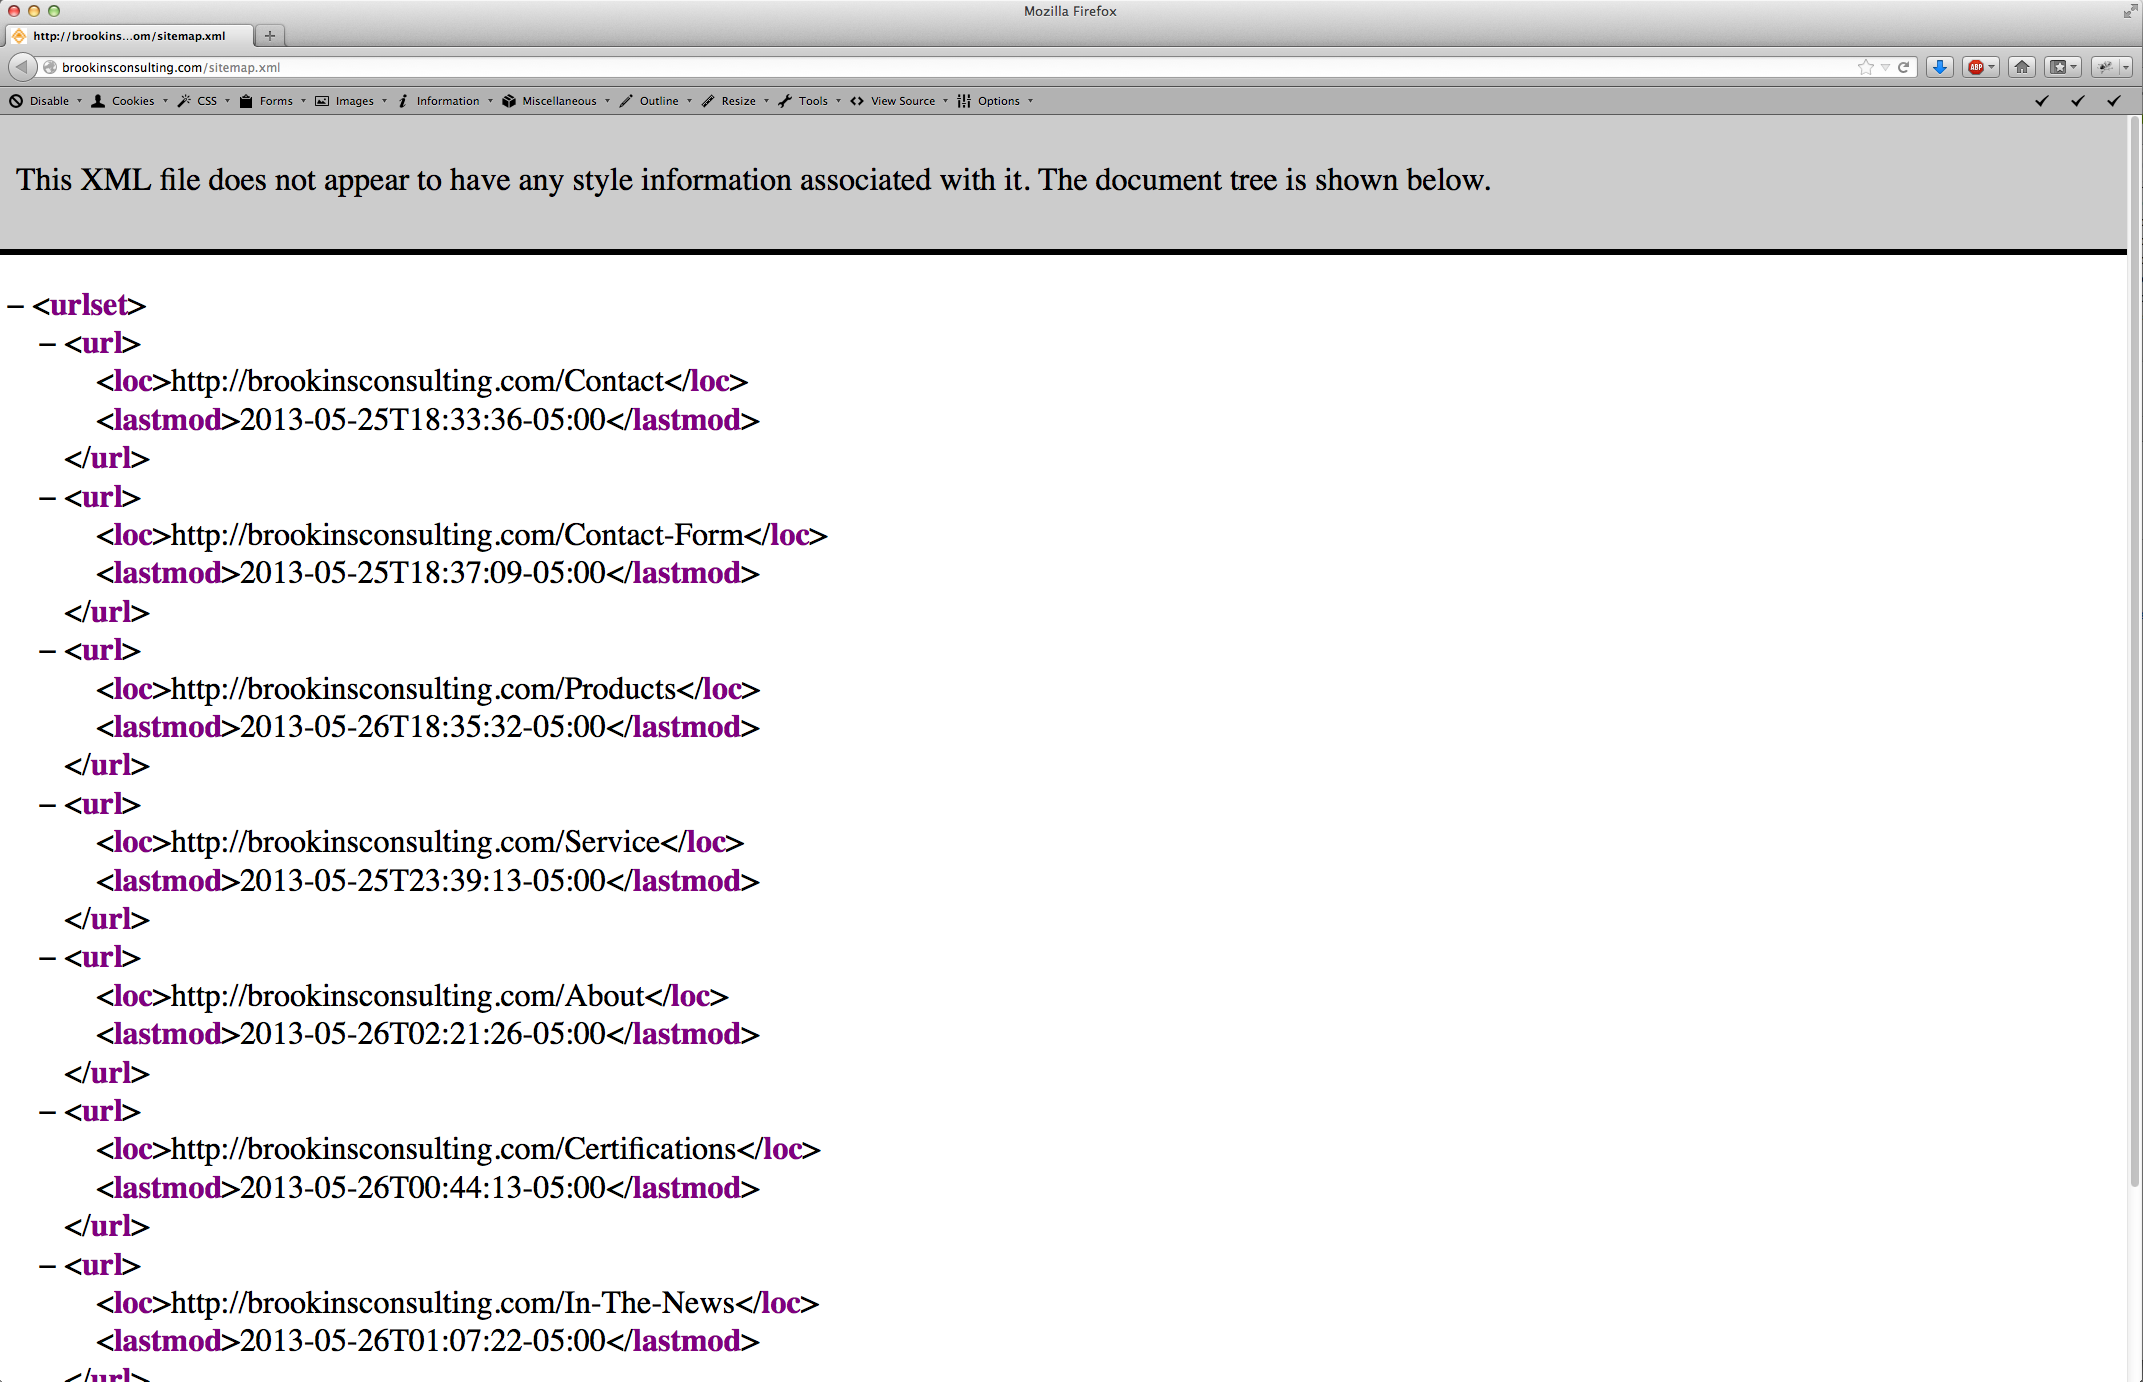 Mozilla Firefox
http://brookins...om/sitemap.xml
brookinsconsulting.com/sitemap.xml
ABP
Disable Cookies CSS Forms Images Information Miscellaneous Outline Resize Tools View Source Options
This XML file does not appear to have any style information associated with it. The document tree is shown below.
– <urlset>
– <url>
<loc>http://brookinsconsulting.com/Contact</loc>
<lastmod>2013-05-25T18:33:36-05:00</lastmod>
</url>
– <url>
<loc>http://brookinsconsulting.com/Contact-Form</loc>
<lastmod>2013-05-25T18:37:09-05:00</lastmod>
</url>
– <url>
<loc>http://brookinsconsulting.com/Products</loc>
<lastmod>2013-05-26T18:35:32-05:00</lastmod>
</url>
– <url>
<loc>http://brookinsconsulting.com/Service</loc>
<lastmod>2013-05-25T23:39:13-05:00</lastmod>
</url>
– <url>
<loc>http://brookinsconsulting.com/About</loc>
<lastmod>2013-05-26T02:21:26-05:00</lastmod>
</url>
– <url>
<loc>http://brookinsconsulting.com/Certifications</loc>
<lastmod>2013-05-26T00:44:13-05:00</lastmod>
</url>
– <url>
<loc>http://brookinsconsulting.com/In-The-News</loc>
<lastmod>2013-05-26T01:07:22-05:00</lastmod>
</url>